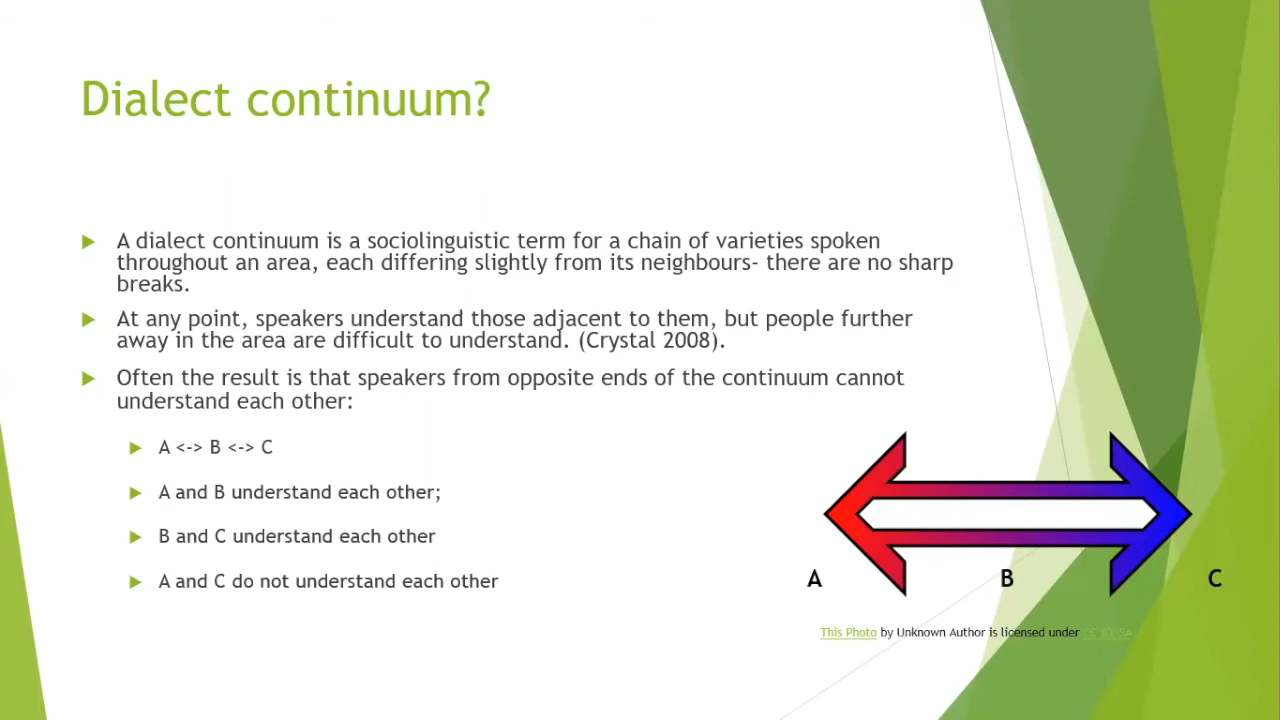 Dialect continuum?
A dialect continuum is a sociolinguistic term for a chain of varieties spoken
throughout an area, each differing slightly from its neighbours- there are no sharp
breaks.
At any point, speakers understand those adjacent to them, but people further
away in the area are difficult to understand. (Crystal 2008).
Often the result is that speakers from opposite ends of the continuum cannot
understand each other:
A <-> B <-> C
A and B understand each other;
B and C understand each other
A and C do not understand each other
A B C
This Photo by Unknown Author is licensed under CC BY-SA